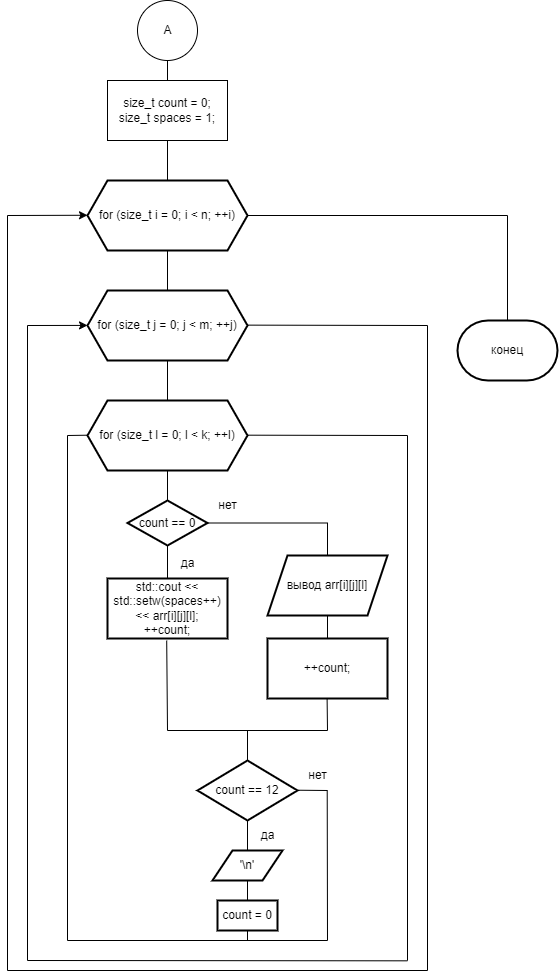 A
size_t count = 0;
size_t spaces = 1;
for (size_t i = 0; i < n; ++i)
for (size_t j = 0; j < m; ++j)
конец
for (size_t l = 0; l < k; ++l)
нет
count == 0
да
std::cout <<
std::setw(spaces++)
<< arr[i][j][l];
++count;
вывод arr[i][j][l]
++count;
нет
count == 12
да
'\n'
count = 0